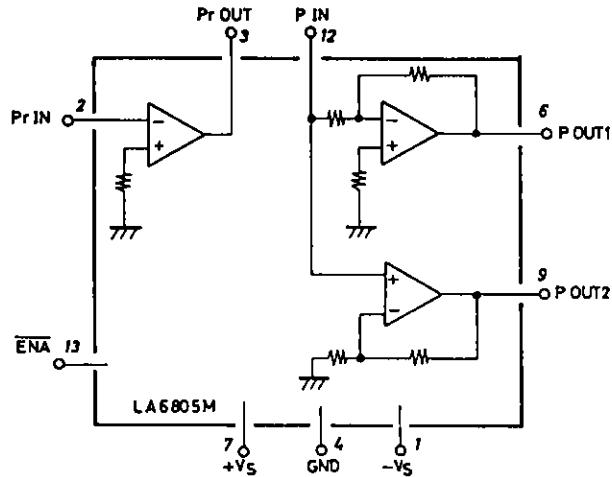 Pr OUT
P IN
3
12
2
Pr IN
−
+
−
+
6
P OUT1
+
−
9
P OUT2
ENA 13
LA6805M
7
4
1
+VS
GND
−VS